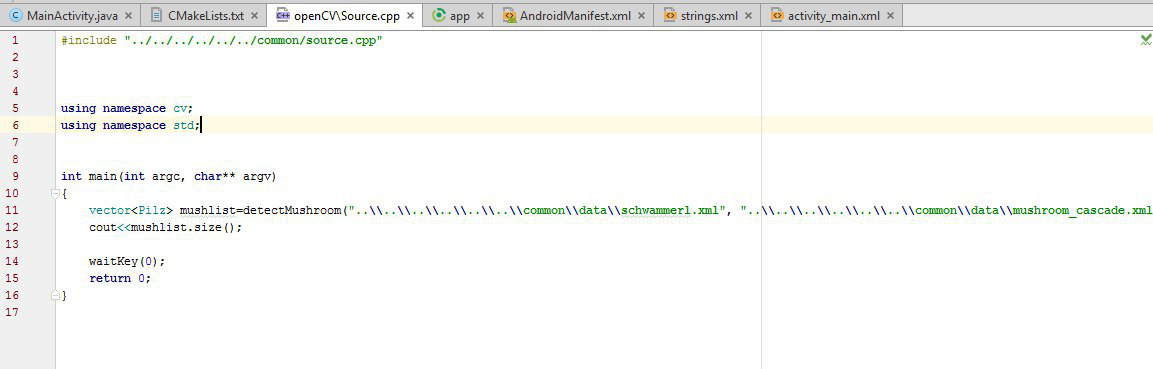 MainActivity.java CMakeLists.txt openCV\Source.cpp app AndroidManifest.xml strings.xml activity_main.xml
1 #include "../../../../../../common/source.cpp"
2
3
4
5 using namespace cv;
6 using namespace std;
7
8
9 int main(int argc, char** argv)
10 {
11 vector<Pilz> mushlist=detectMushroom("..\\..\\..\\..\\..\\..\\common\\data\\schwammerl.xml", "..\\..\\..\\..\\..\\..\\common\\data\\mushroom_cascade.xml
12 cout<<mushlist.size();
13
14 waitKey(0);
15 return 0;
16 }
17